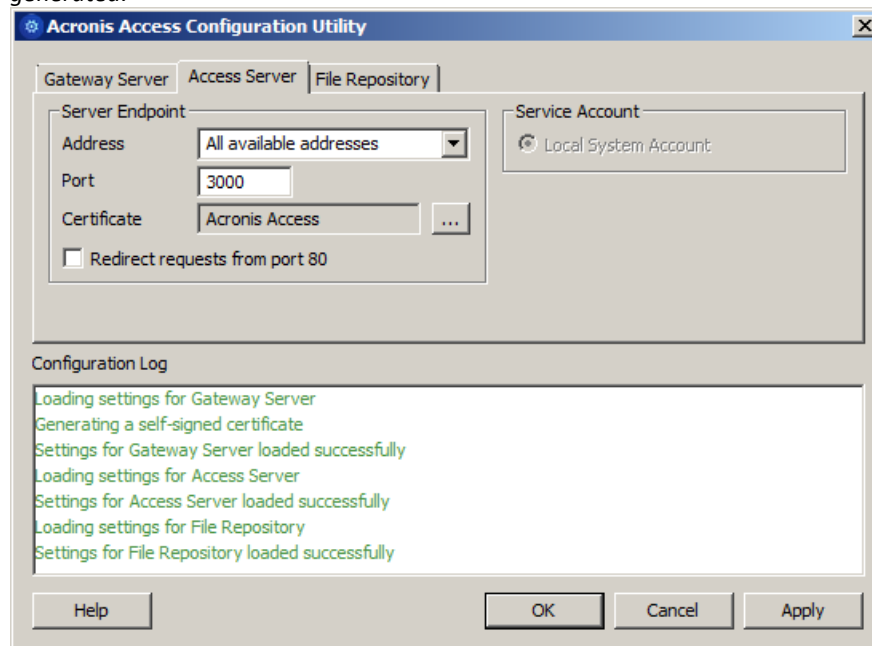 generated.
Acronis Access Configuration Utility
Gateway Server Access Server File Repository
Server Endpoint
Address All available addresses
Port 3000
Certificate Acronis Access ...
Redirect requests from port 80
Service Account
Local System Account
Configuration Log
Loading settings for Gateway Server
Generating a self-signed certificate
Settings for Gateway Server loaded successfully
Loading settings for Access Server
Settings for Access Server loaded successfully
Loading settings for File Repository
Settings for File Repository loaded successfully
Help OK Cancel Apply